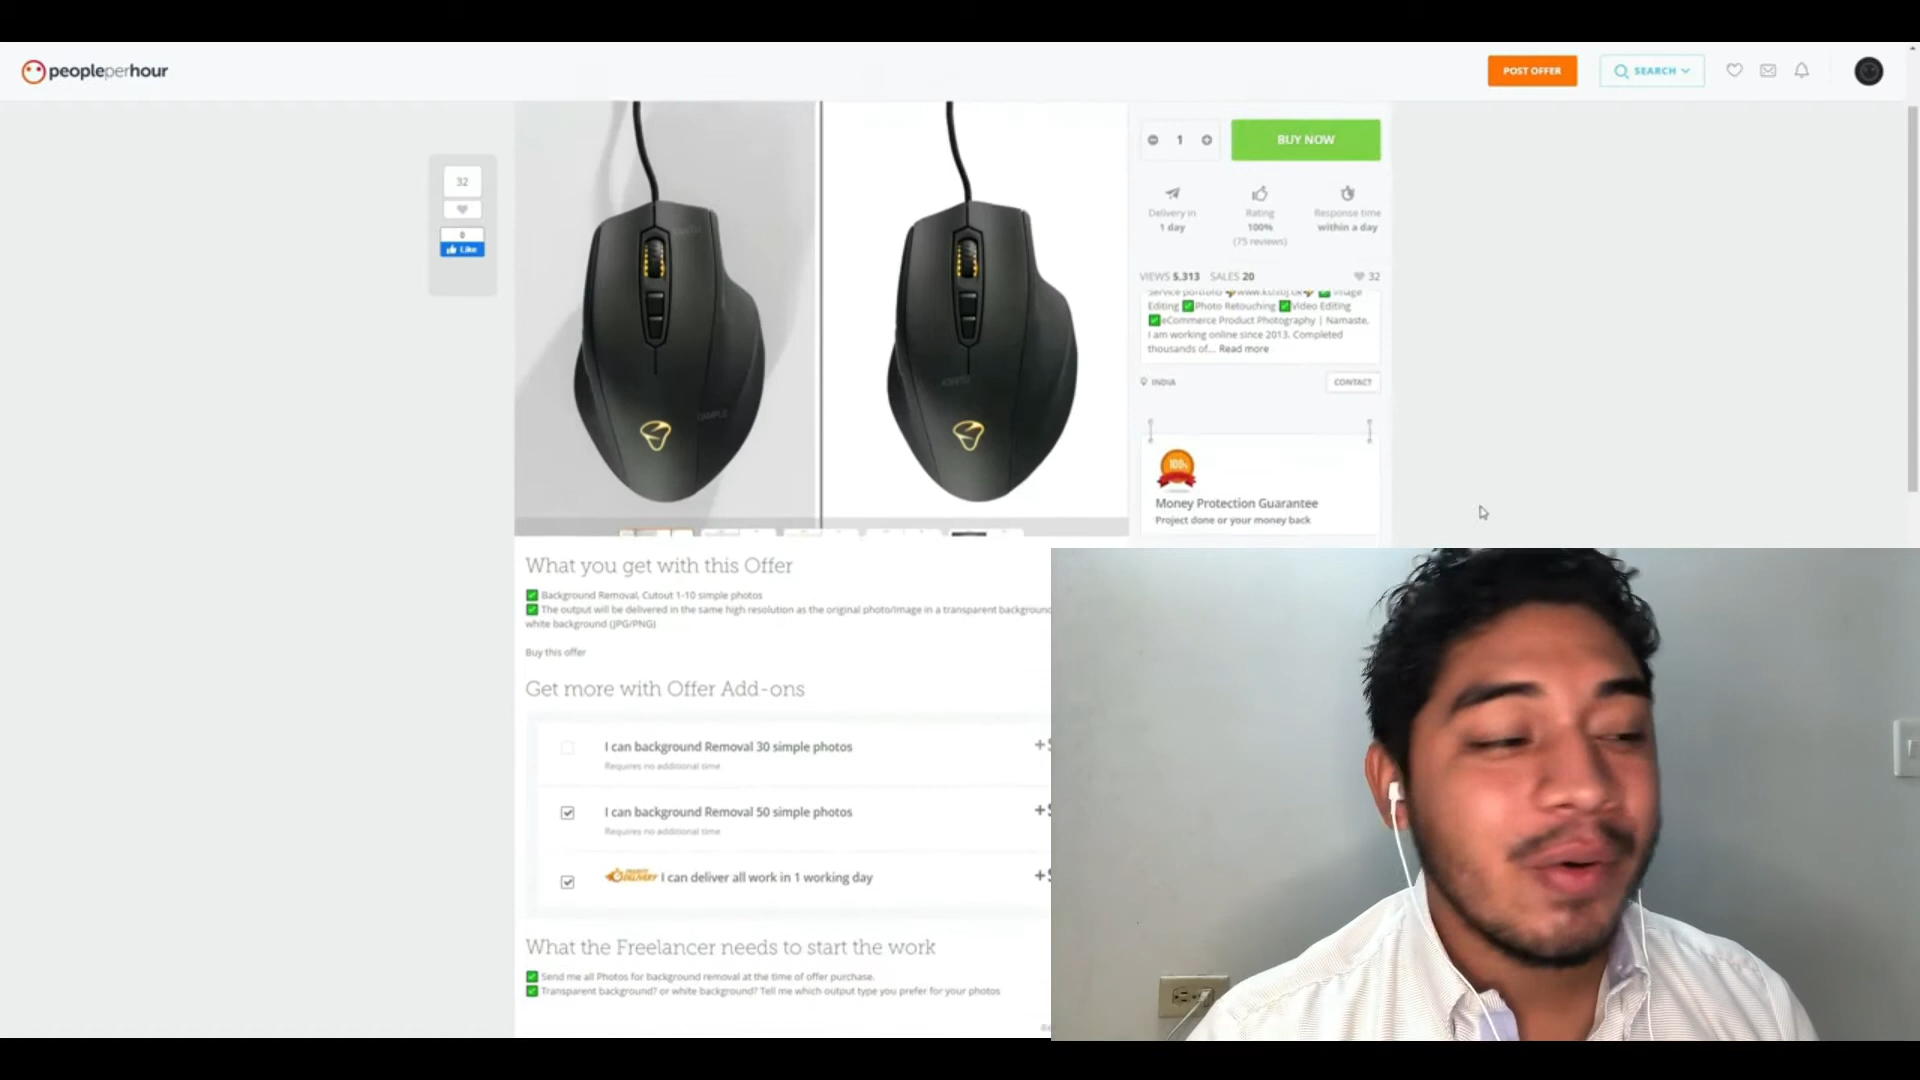 peopleperhour
POST OFFER
SEARCH
32
0
Like
1
BUY NOW
Delivery in
1 day
Rating
100%
(75 reviews)
Response time
within a day
VIEWS 5,313 SALES 20
32
Editing ✅Photo Retouching ✅Video Editing
✅eCommerce Product Photography | Namaste,
I am working online since 2013. Completed
thousands of... Read more
INDIA
CONTACT
100%
Money Protection Guarantee
Project done or your money back
What you get with this Offer
✅ Background Removal, Cutout 1-10 simple photos
✅ The output will be delivered in the same high resolution as the original photo/image in a transparent background
white background (JPG/PNG)
Buy this offer
Get more with Offer Add-ons
I can background Removal 30 simple photos
Requires no additional time
+$
I can background Removal 50 simple photos
Requires no additional time
+$
DELIVERY I can deliver all work in 1 working day
+$
What the Freelancer needs to start the work
✅ Send me all Photos for background removal at the time of offer purchase.
✅ Transparent background? or white background? Tell me which output type you prefer for your photos